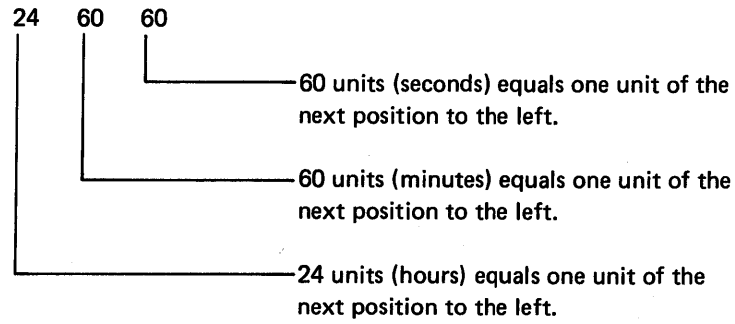 24 60 60
60 units (seconds) equals one unit of the
next position to the left.
60 units (minutes) equals one unit of the
next position to the left.
24 units (hours) equals one unit of the
next position to the left.